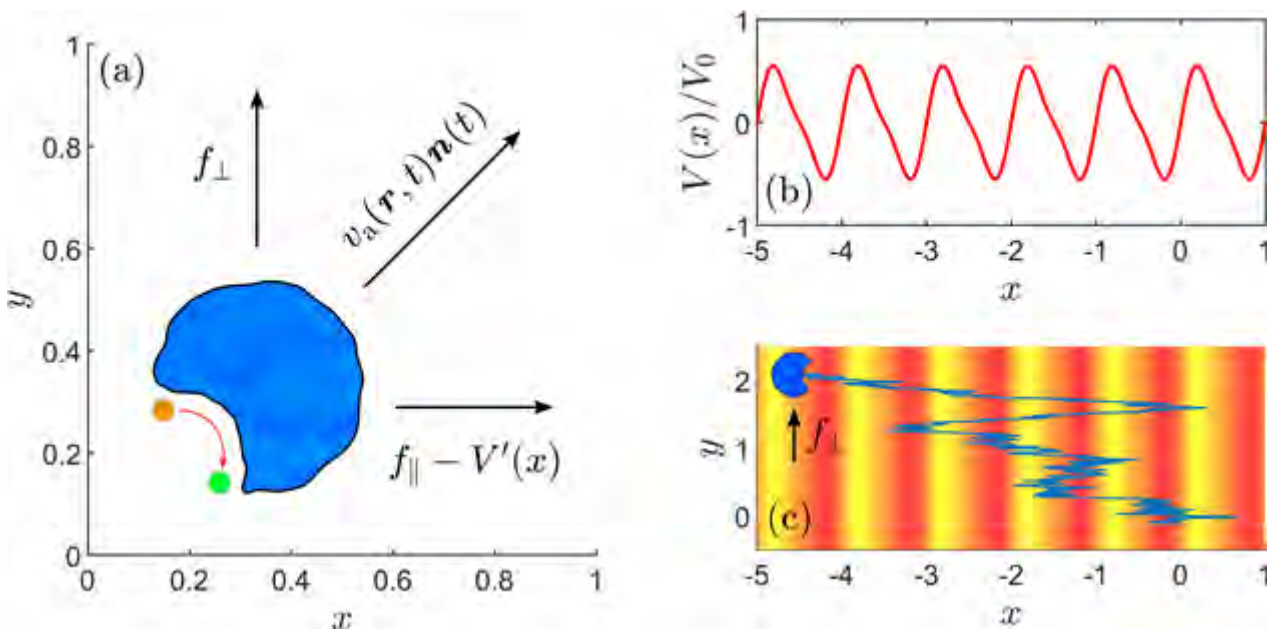 (a)
1
0.8
0.6
0.4
0.2
0
y
0 0.2 0.4 0.6 0.8 1
x
f⊥
vₐ(r, t)n(t)
f∥ − V′(x)
(b)
1
0
-1
V(x)/V₀
-5 -4 -3 -2 -1 0 1
x
(c)
2
1
0
y
f⊥
-5 -4 -3 -2 -1 0 1
x